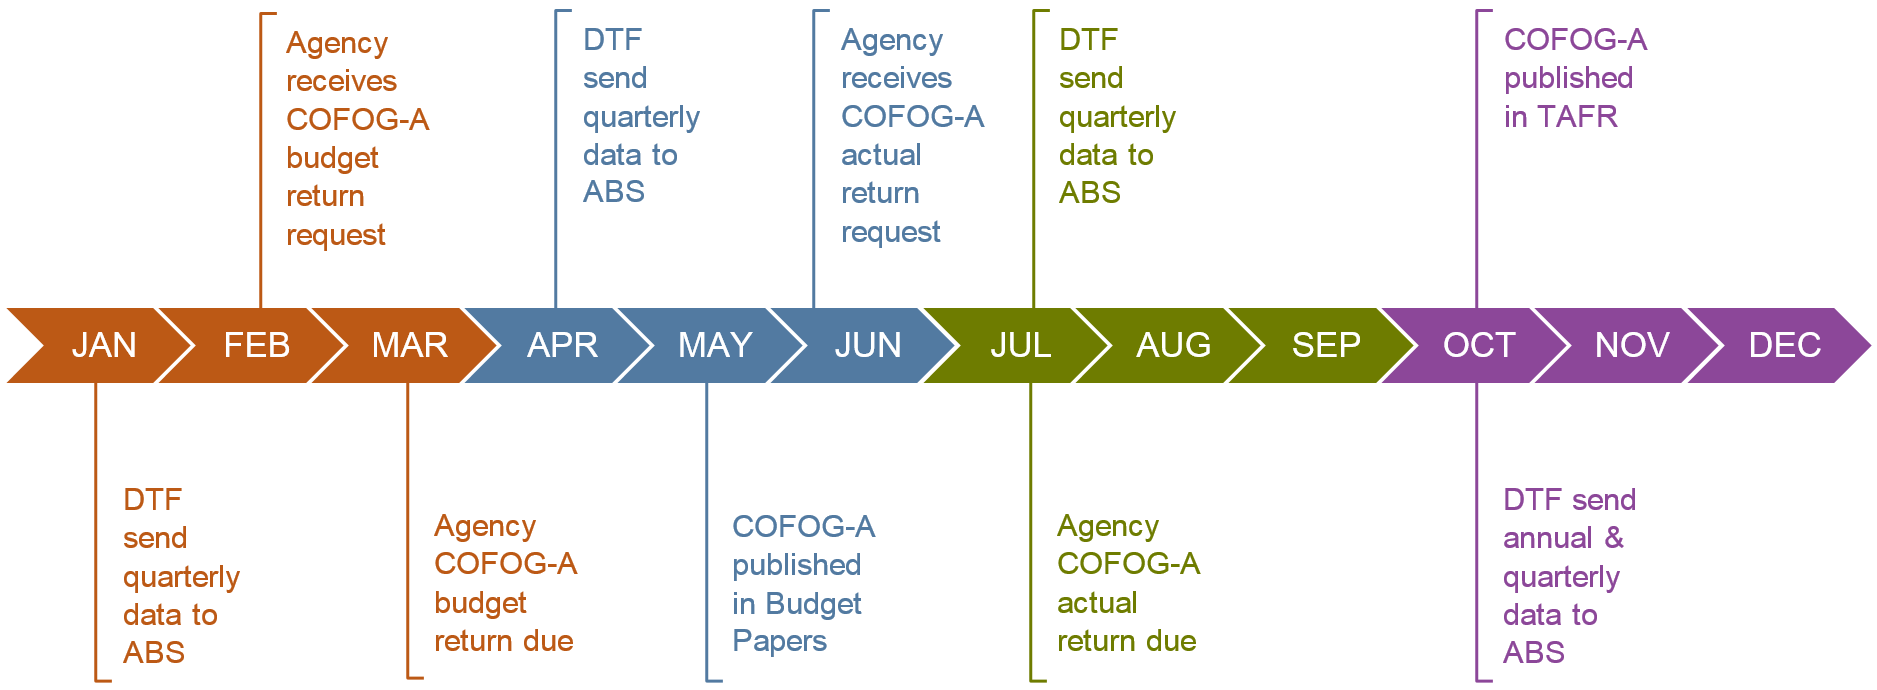 Agency
receives
COFOG-A
budget
return
request
DTF
send
quarterly
data to
ABS
Agency
receives
COFOG-A
actual
return
request
DTF
send
quarterly
data to
ABS
COFOG-A
published
in TAFR
JAN
FEB
MAR
APR
MAY
JUN
JUL
AUG
SEP
OCT
NOV
DEC
DTF
send
quarterly
data to
ABS
Agency
COFOG-A
budget
return due
COFOG-A
published
in Budget
Papers
Agency
COFOG-A
actual
return due
DTF send
annual &
quarterly
data to
ABS